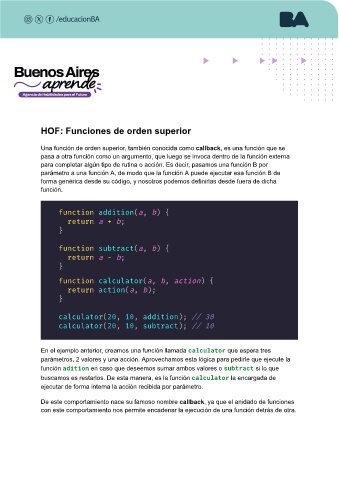 /educacionBA
BA
Buenos Aires
aprende
Agencia de Habilidades para el Futuro
HOF: Funciones de orden superior
Una función de orden superior, también conocida como callback, es una función que se
pasa a otra función como un argumento, que luego se invoca dentro de la función externa
para completar algún tipo de rutina o acción. Es decir, pasamos una función B por
parámetro a una función A, de modo que la función A puede ejecutar esa función B de
forma genérica desde su código, y nosotros podemos definirlas desde fuera de dicha
función.
function addition(a, b) {
return a + b;
}
function subtract(a, b) {
return a - b;
}
function calculator(a, b, action) {
return action(a, b);
}
calculator(20, 10, addition); // 30
calculator(20, 10, subtract); // 10
En el ejemplo anterior, creamos una función llamada calculator que espera tres
parámetros, 2 valores y una acción. Aprovechamos esta lógica para pedirle que ejecute la
función adition en caso que deseemos sumar ambos valores o subtract si lo que
buscamos es restarlos. De esta manera, es la función calculator la encargada de
ejecutar de forma interna la acción recibida por parámetro.
De este comportamiento nace su famoso nombre callback, ya que el anidado de funciones
con este comportamiento nos permite encadenar la ejecución de una función detrás de otra.